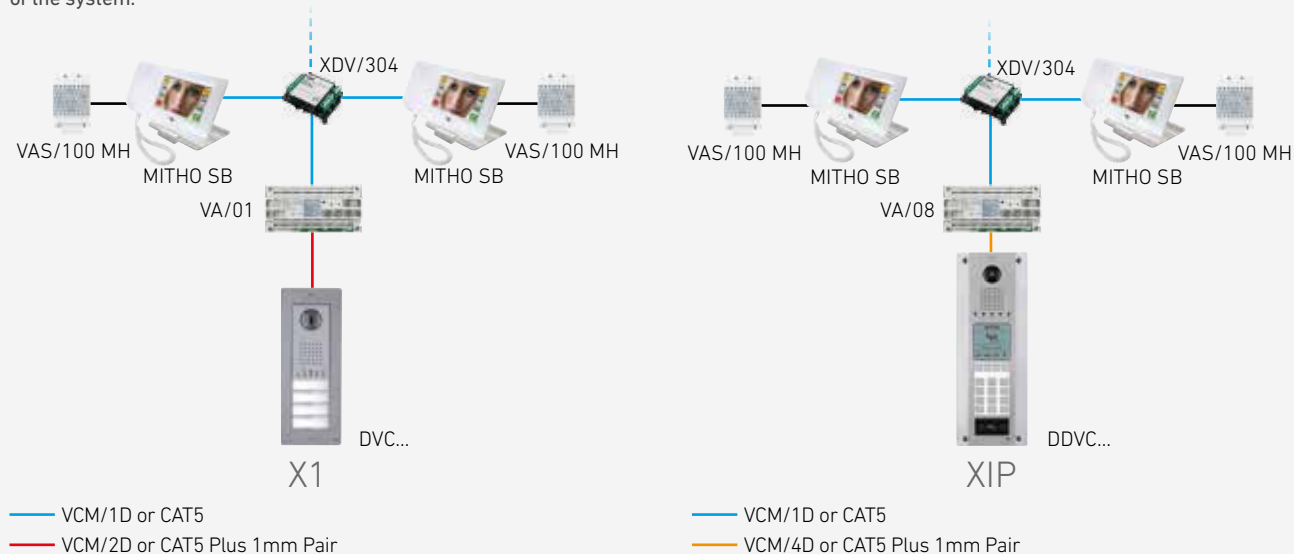 of the system.
XDV/304
VAS/100 MH
MITHO SB
MITHO SB
VAS/100 MH
VA/01
DVC...
X1
VCM/1D or CAT5
VCM/2D or CAT5 Plus 1mm Pair
XDV/304
VAS/100 MH
MITHO SB
MITHO SB
VAS/100 MH
VA/08
DDVC...
XIP
VCM/1D or CAT5
VCM/4D or CAT5 Plus 1mm Pair